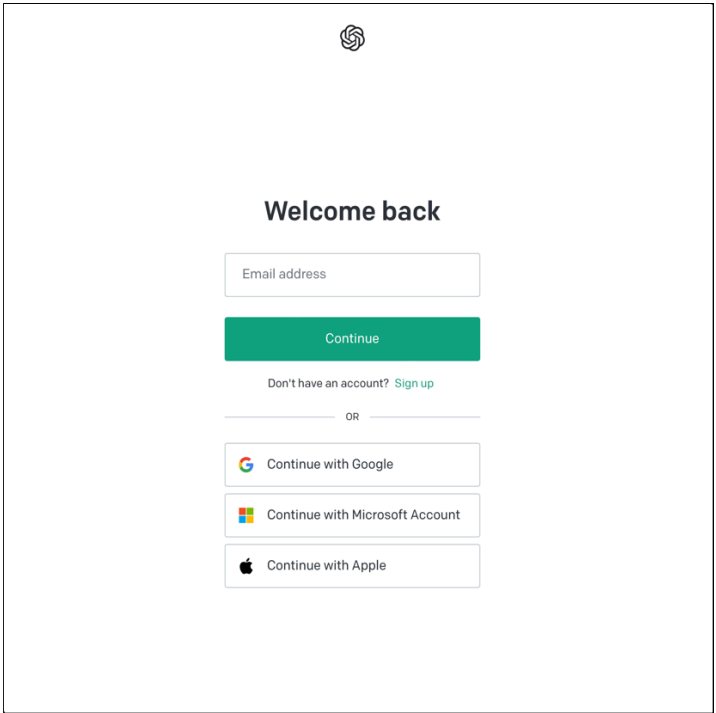 Welcome back
Email address
Continue
Don't have an account? Sign up
OR
Continue with Google
Continue with Microsoft Account
Continue with Apple